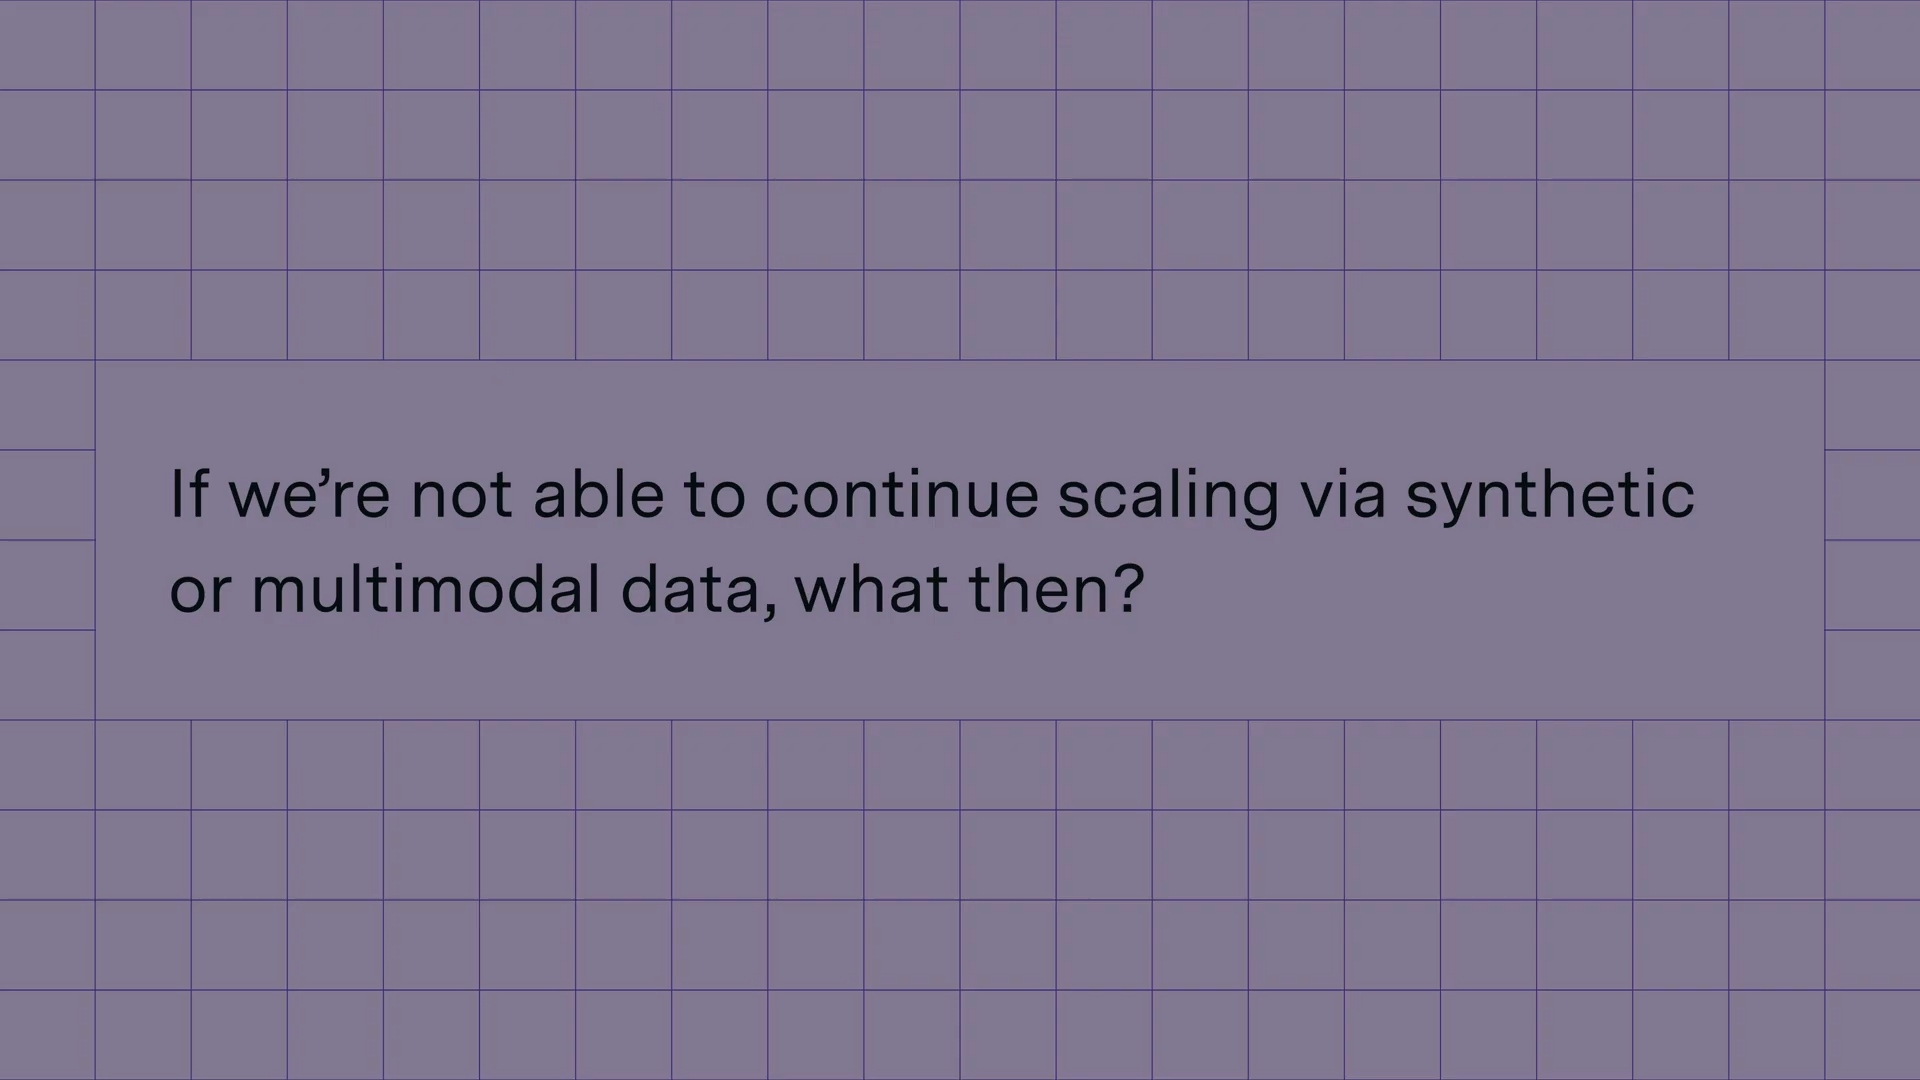 If we’re not able to continue scaling via synthetic
or multimodal data, what then?